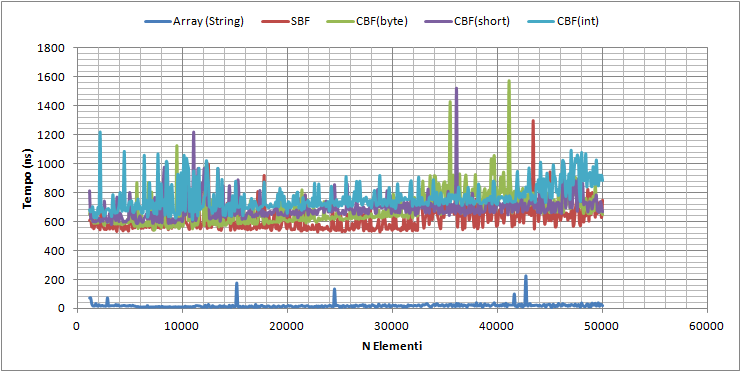 Array (String) SBF CBF(byte) CBF(short) CBF(int)
1800
1600
1400
1200
1000
800
600
400
200
0
Tempo (ns)
0 10000 20000 30000 40000 50000 60000
N Elementi